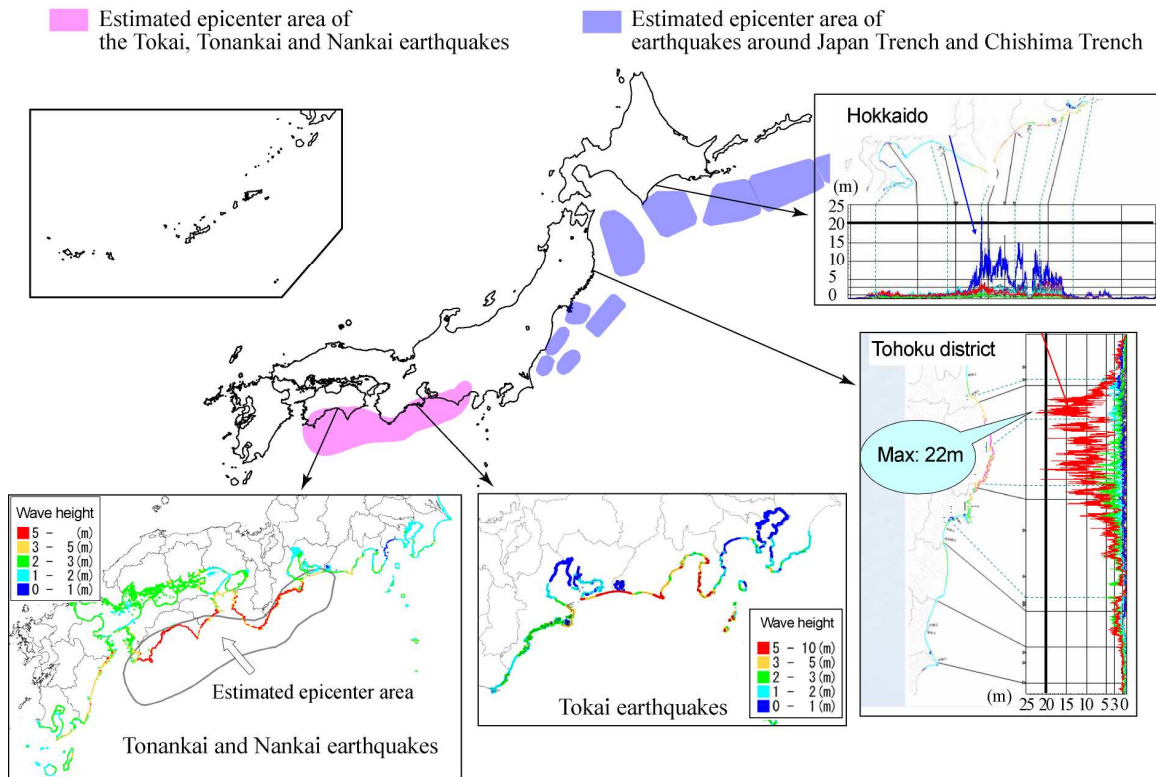 Estimated epicenter area of
the Tokai, Tonankai and Nankai earthquakes
Estimated epicenter area of
earthquakes around Japan Trench and Chishima Trench
Hokkaido
(m)
25
20
15
10
5
3
0
Tohoku district
Max: 22m
(m)
25 20 15 10 5 3 0
Wave height
5 - (m)
3 - 5(m)
2 - 3(m)
1 - 2(m)
0 - 1(m)
Estimated epicenter area
Tonankai and Nankai earthquakes
Wave height
5 - 10(m)
3 - 5(m)
2 - 3(m)
1 - 2(m)
0 - 1(m)
Tokai earthquakes